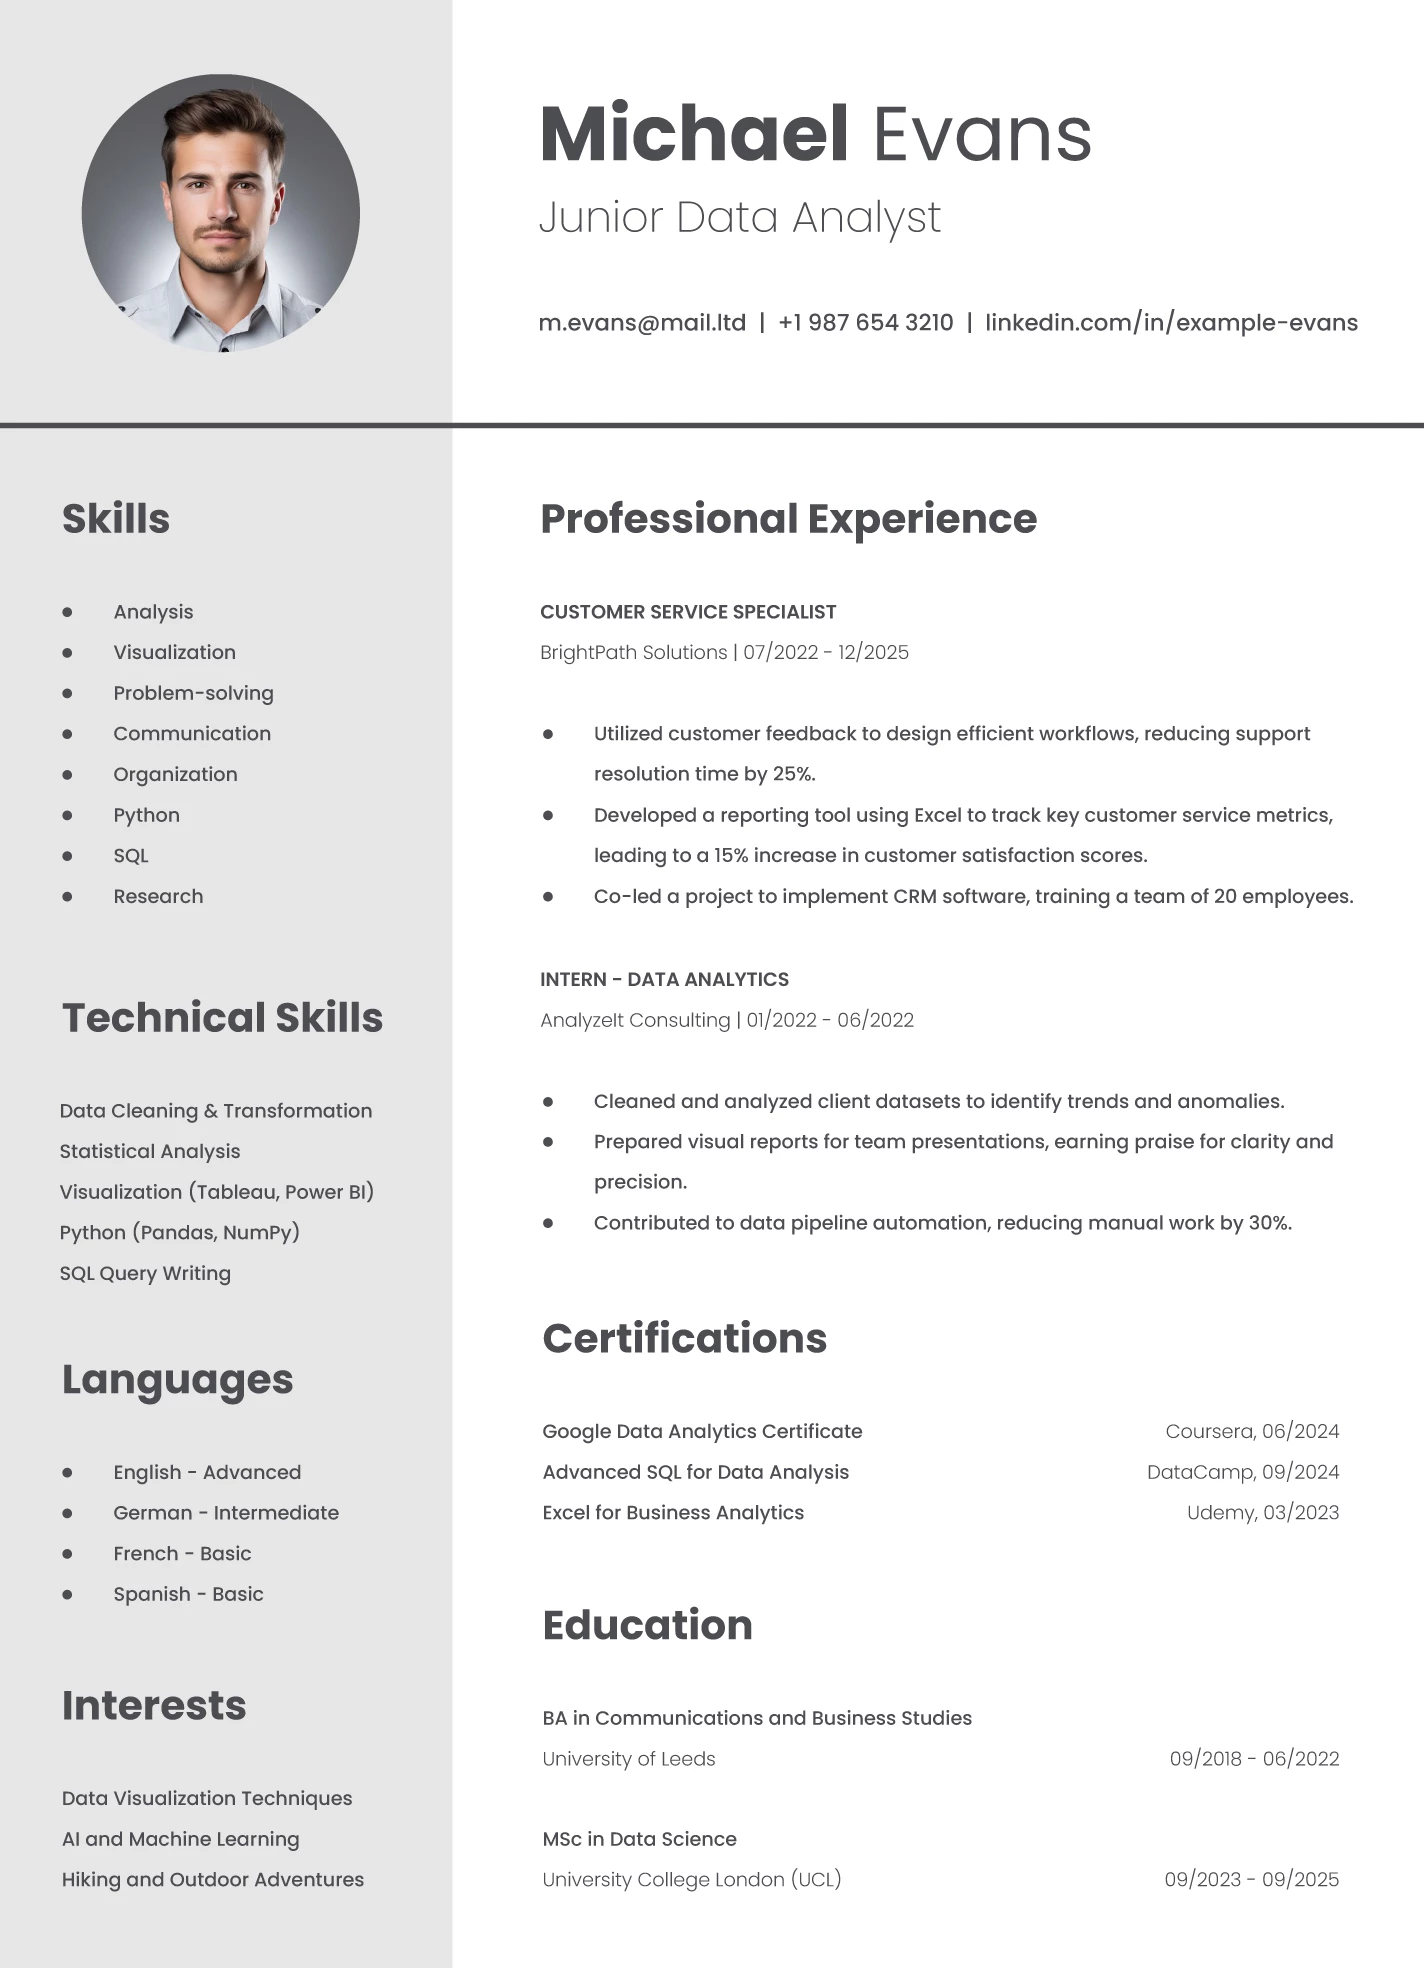 Michael Evans
Junior Data Analyst
m.evans@mail.ltd | +1 987 654 3210 | linkedin.com/in/example-evans
Skills
● Analysis
● Visualization
● Problem-solving
● Communication
● Organization
● Python
● SQL
● Research
Technical Skills
Data Cleaning & Transformation
Statistical Analysis
Visualization (Tableau, Power BI)
Python (Pandas, NumPy)
SQL Query Writing
Languages
● English - Advanced
● German - Intermediate
● French - Basic
● Spanish - Basic
Interests
Data Visualization Techniques
AI and Machine Learning
Hiking and Outdoor Adventures
Professional Experience
CUSTOMER SERVICE SPECIALIST
BrightPath Solutions | 07/2022 - 12/2025
● Utilized customer feedback to design efficient workflows, reducing support
resolution time by 25%.
● Developed a reporting tool using Excel to track key customer service metrics,
leading to a 15% increase in customer satisfaction scores.
● Co-led a project to implement CRM software, training a team of 20 employees.
INTERN - DATA ANALYTICS
AnalyzeIt Consulting | 01/2022 - 06/2022
● Cleaned and analyzed client datasets to identify trends and anomalies.
● Prepared visual reports for team presentations, earning praise for clarity and
precision.
● Contributed to data pipeline automation, reducing manual work by 30%.
Certifications
Google Data Analytics Certificate Coursera, 06/2024
Advanced SQL for Data Analysis DataCamp, 09/2024
Excel for Business Analytics Udemy, 03/2023
Education
BA in Communications and Business Studies
University of Leeds 09/2018 - 06/2022
MSc in Data Science
University College London (UCL) 09/2023 - 09/2025